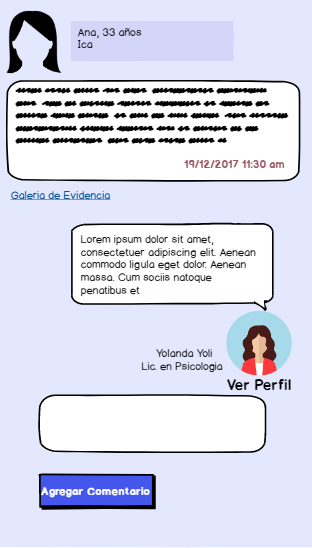 Ana, 33 años
Ica
19/12/2017 11:30 am
Galeria de Evidencia
Lorem ipsum dolor sit amet,
consectetuer adipiscing elit. Aenean
commodo ligula eget dolor. Aenean
massa. Cum sociis natoque
penatibus et
Yolanda Yoli
Lic. en Psicologia
Ver Perfil
Agregar Comentario